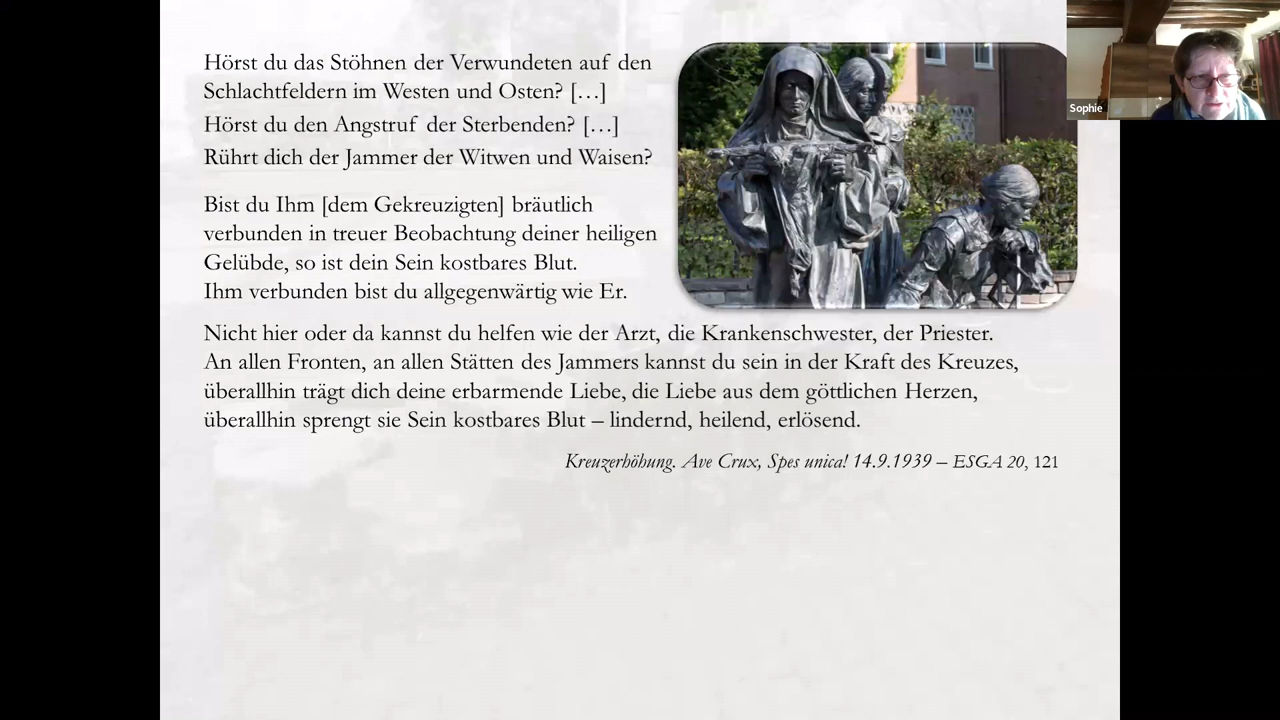 Hörst du das Stöhnen der Verwundeten auf den
Schlachtfeldern im Westen und Osten? […]
Hörst du den Angstruf der Sterbenden? […]
Rührt dich der Jammer der Witwen und Waisen?
Bist du Ihm [dem Gekreuzigten] bräutlich
verbunden in treuer Beobachtung deiner heiligen
Gelübde, so ist dein Sein kostbares Blut.
Ihm verbunden bist du allgegenwärtig wie Er.
Nicht hier oder da kannst du helfen wie der Arzt, die Krankenschwester, der Priester.
An allen Fronten, an allen Stätten des Jammers kannst du sein in der Kraft des Kreuzes,
überallhin trägt dich deine erbarmende Liebe, die Liebe aus dem göttlichen Herzen,
überallhin sprengt sie Sein kostbares Blut – lindernd, heilend, erlösend.
Kreuzerhöhung. Ave Crux, Spes unica! 14.9.1939 – ESGA 20, 121
Sophie